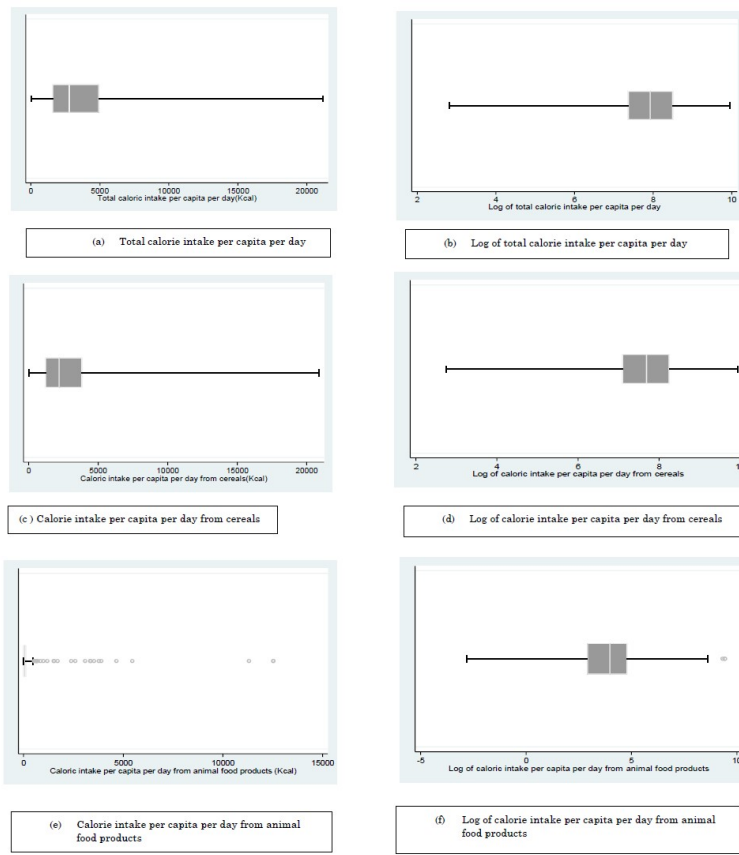 0 5000 10000 15000 20000
Total caloric intake per capita per day(Kcal)
(a) Total calorie intake per capita per day
2 4 6 8 10
Log of total caloric intake per capita per day
(b) Log of total calorie intake per capita per day
0 5000 10000 15000 20000
Caloric intake per capita per day from cereals(Kcal)
(c ) Calorie intake per capita per day from cereals
2 4 6 8 1
Log of caloric intake per capita per day from cereals
(d) Log of calorie intake per capita per day from cereals
0 5000 10000 15000
Caloric intake per capita per day from animal food products (Kcal)
(e) Calorie intake per capita per day from animal
food products
-5 0 5 10
Log of caloric intake per capita per day from animal food products
(f) Log of calorie intake per capita per day from animal
food products